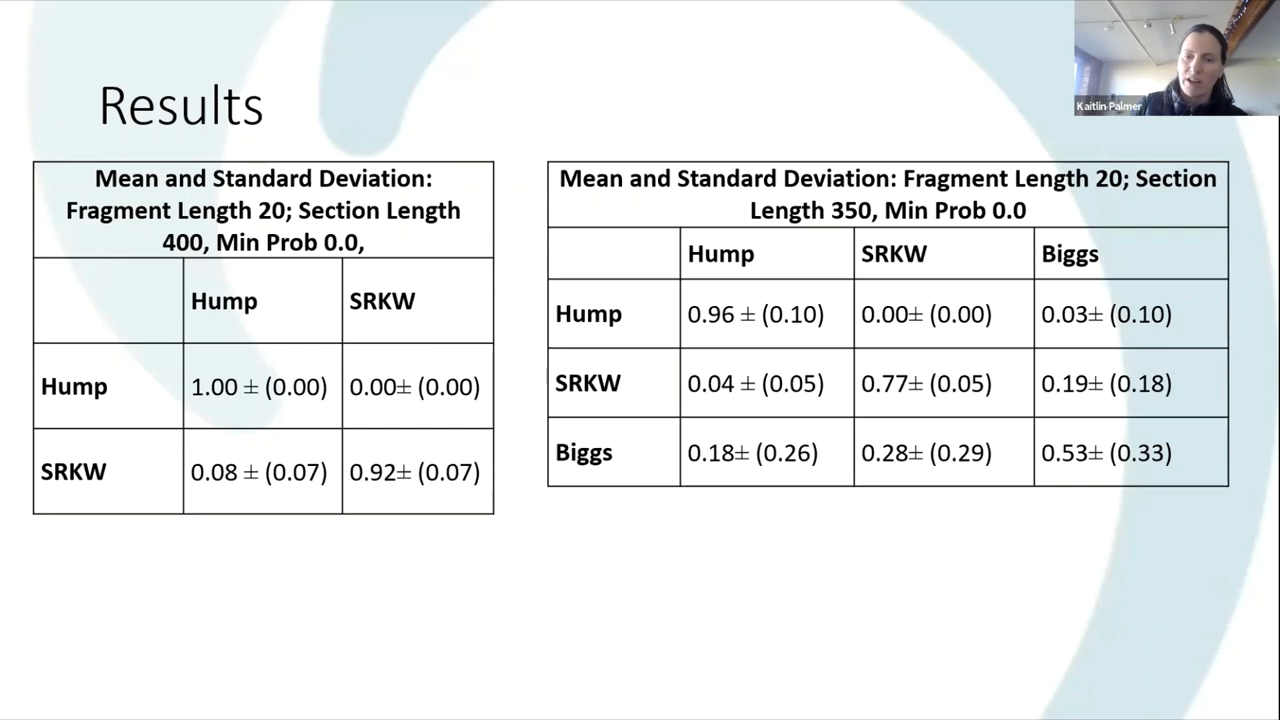 Results
Kaitlin Palmer
Mean and Standard Deviation:
Fragment Length 20; Section Length
400, Min Prob 0.0,
Hump SRKW
Hump 1.00 ± (0.00) 0.00± (0.00)
SRKW 0.08 ± (0.07) 0.92± (0.07)
Mean and Standard Deviation: Fragment Length 20; Section
Length 350, Min Prob 0.0
Hump SRKW Biggs
Hump 0.96 ± (0.10) 0.00± (0.00) 0.03± (0.10)
SRKW 0.04 ± (0.05) 0.77± (0.05) 0.19± (0.18)
Biggs 0.18± (0.26) 0.28± (0.29) 0.53± (0.33)